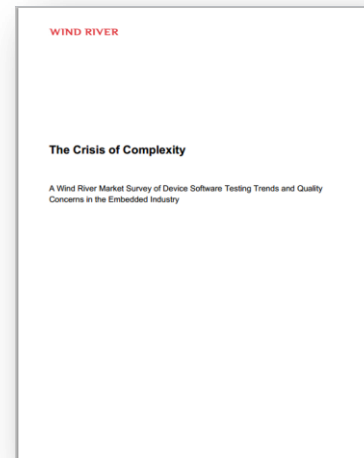 WIND RIVER
The Crisis of Complexity
A Wind River Market Survey of Device Software Testing Trends and Quality
Concerns in the Embedded Industry